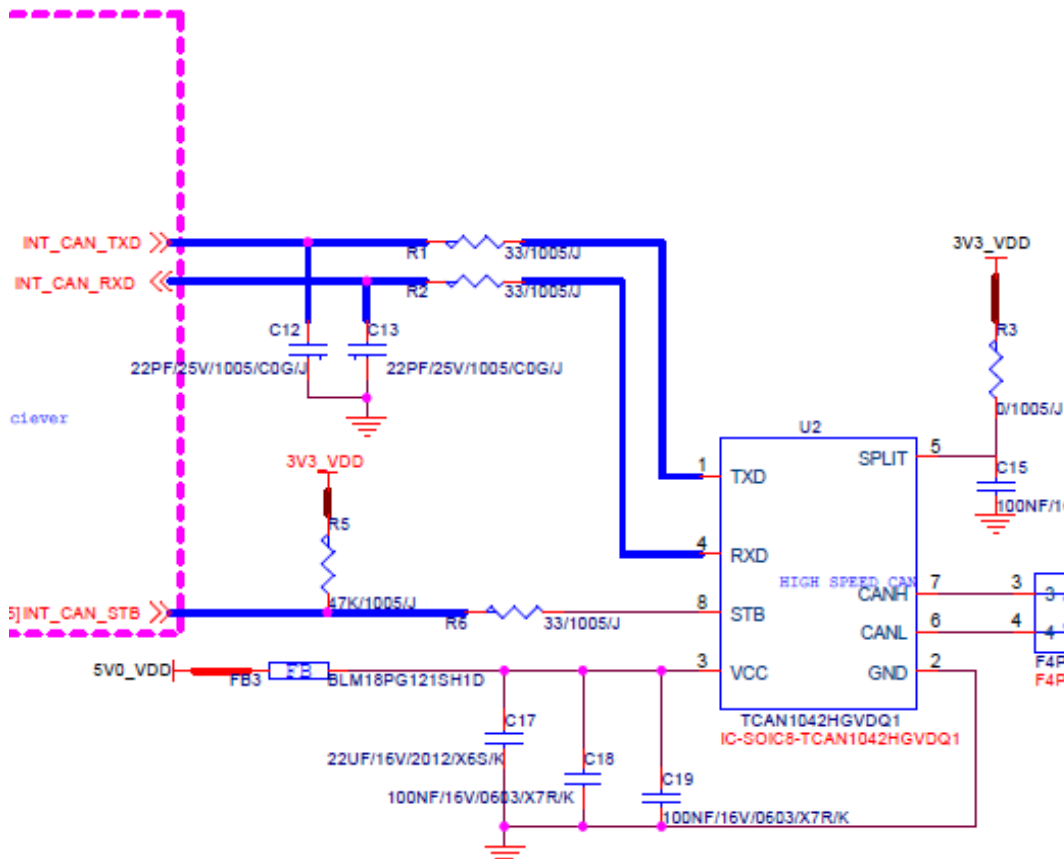 INT_CAN_TXD
R1
33/1005/J
3V3_VDD
INT_CAN_RXD
R2
33/1005/J
C12
C13
R3
22PF/25V/1005/C0G/J
22PF/25V/1005/C0G/J
0/1005/J
ciever
U2
3V3_VDD
1
TXD
SPLIT
5
C15
100NF/1
R5
4
RXD
HIGH SPEED CAN
CANH
7
3
3
47K/1005/J
INT_CAN_STB
R6
33/1005/J
8
STB
CANL
6
4
4
5V0_VDD
FB3
FB
BLM18PG121SH1D
3
VCC
GND
2
F4P
F4P
C17
TCAN1042HGVDQ1
IC-SOIC8-TCAN1042HGVDQ1
22UF/16V/2012/X6S/K
C18
100NF/16V/0603/X7R/K
C19
100NF/16V/0603/X7R/K